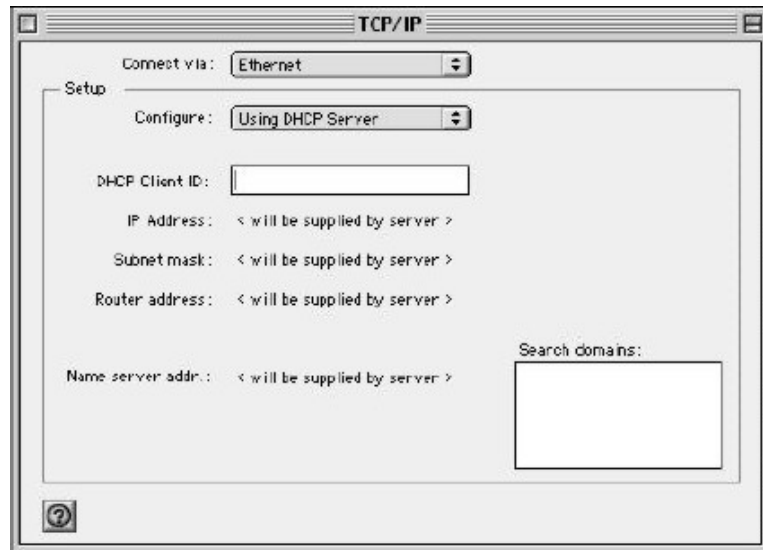 TCP/IP
Connect via: Ethernet
Setup
Configure: Using DHCP Server
DHCP Client ID:
IP Address: < will be supplied by server >
Subnet mask: < will be supplied by server >
Router address: < will be supplied by server >
Search domains:
Name server addr.: < will be supplied by server >
?